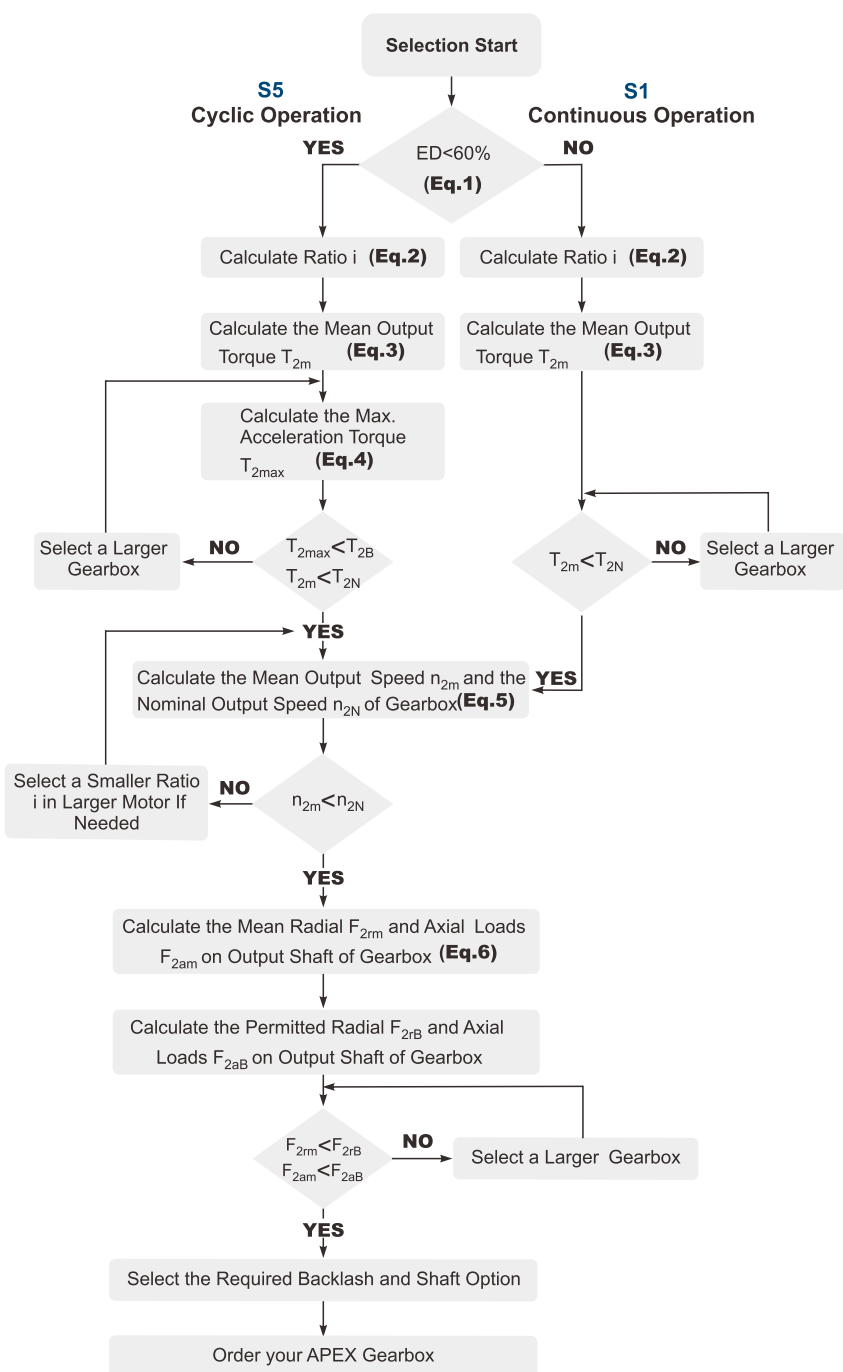 Selection Start
S5
Cyclic Operation
S1
Continuous Operation
YES
ED<60%
(Eq.1)
NO
Calculate Ratio i (Eq.2)
Calculate Ratio i (Eq.2)
Calculate the Mean Output
Torque T2m (Eq.3)
Calculate the Mean Output
Torque T2m (Eq.3)
Calculate the Max.
Acceleration Torque
T2max (Eq.4)
Select a Larger
Gearbox
NO
T2max<T2B
T2m<T2N
T2m<T2N
NO
Select a Larger
Gearbox
YES
Calculate the Mean Output Speed n2m and the
Nominal Output Speed n2N of Gearbox(Eq.5)
YES
Select a Smaller Ratio
i in Larger Motor If
Needed
NO
n2m<n2N
YES
Calculate the Mean Radial F2rm and Axial Loads
F2am on Output Shaft of Gearbox (Eq.6)
Calculate the Permitted Radial F2rB and Axial
Loads F2aB on Output Shaft of Gearbox
F2rm<F2rB
F2am<F2aB
NO
Select a Larger Gearbox
YES
Select the Required Backlash and Shaft Option
Order your APEX Gearbox